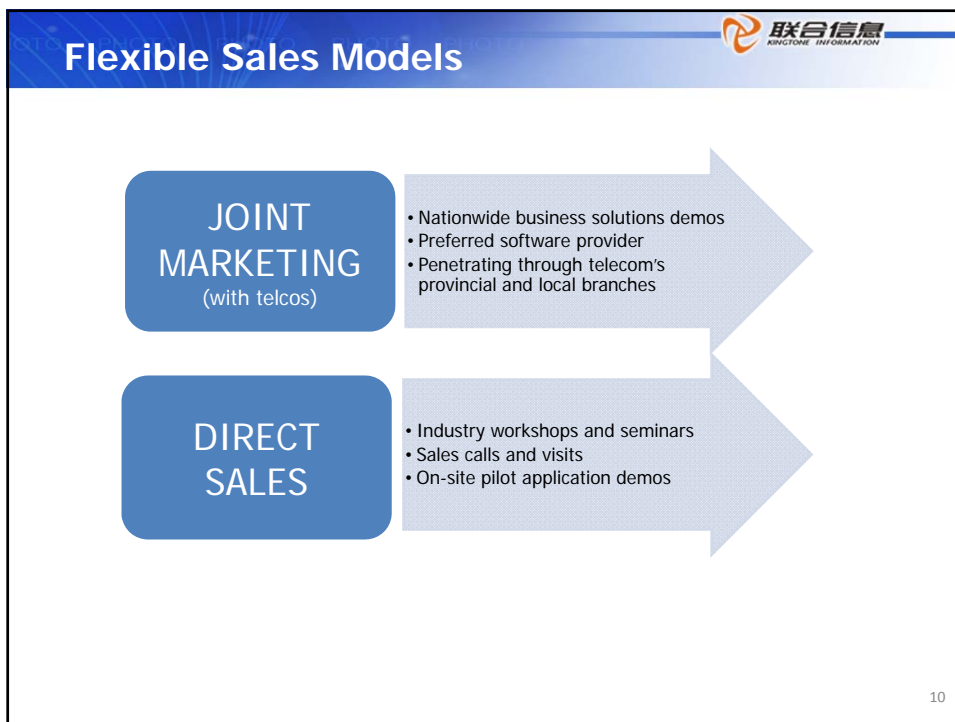 Flexible Sales Models
联合信息
KINGTONE INFORMATION
JOINT
MARKETING
(with telcos)
• Nationwide business solutions demos
• Preferred software provider
• Penetrating through telecom's
provincial and local branches
DIRECT
SALES
• Industry workshops and seminars
• Sales calls and visits
• On-site pilot application demos
10